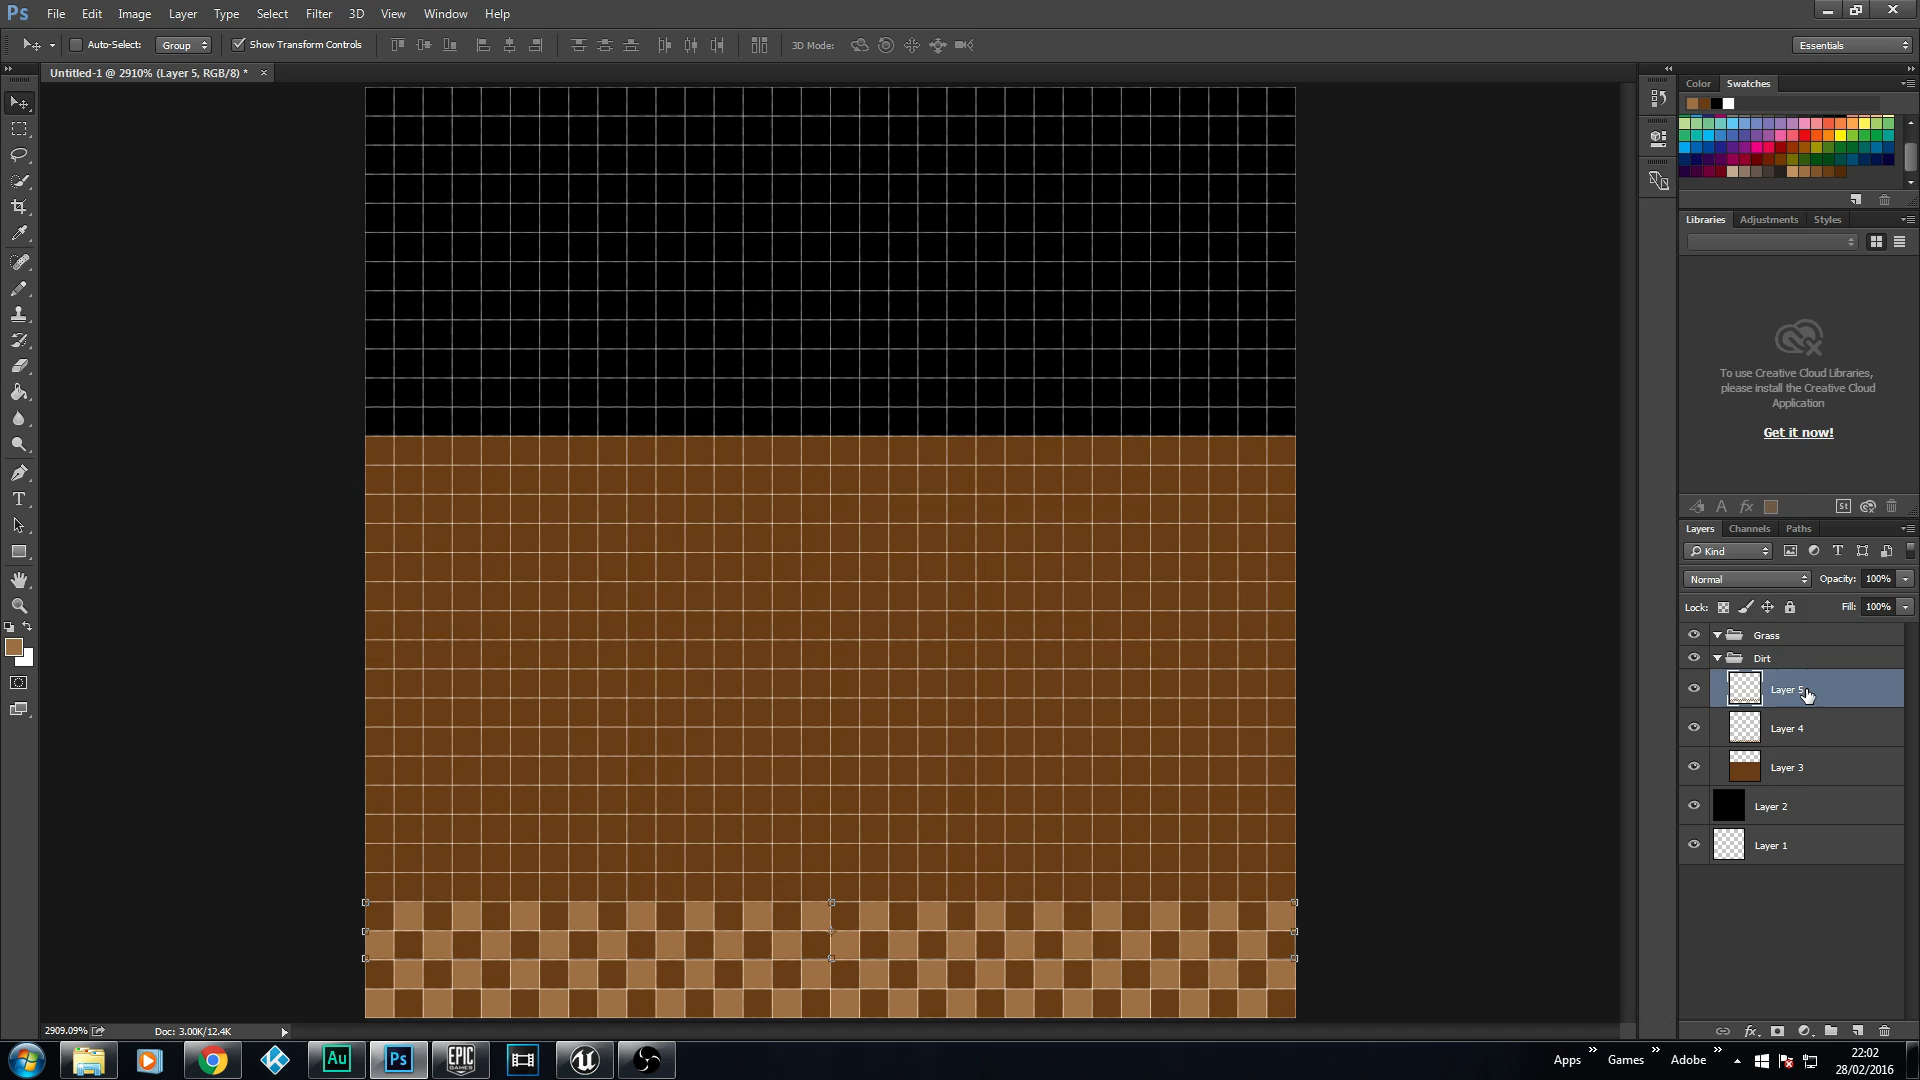 Ps File Edit Image Layer Type Select Filter 3D View Window Help
Auto-Select: Group Show Transform Controls 3D Mode: Essentials
Untitled-1 @ 2910% (Layer 5, RGB/8) * ×
Color Swatches
Libraries Adjustments Styles
To use Creative Cloud Libraries,
please install the Creative Cloud
Application
Get it now!
A fx St
Layers Channels Paths
Kind T
Normal Opacity: 100%
Lock: Fill: 100%
Grass
Dirt
Layer 5
Layer 4
Layer 3
Layer 2
Layer 1
T
2909.09% Doc: 3.00K/12.4K fx
Au Ps EPIC GAMES Apps » Games » Adobe » 22:02
28/02/2016